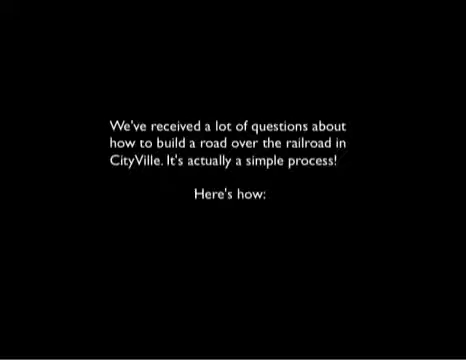 We've received a lot of questions about
how to build a road over the railroad in
CityVille. It's actually a simple process!
Here's how: